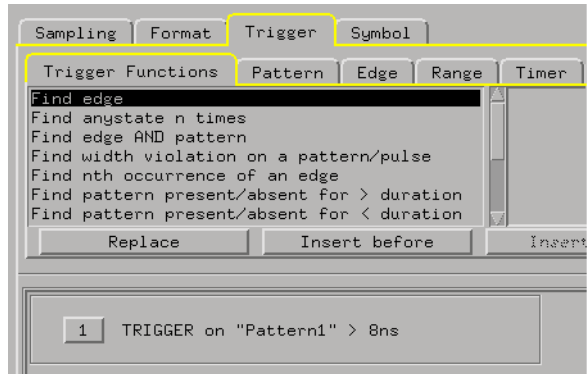 Sampling Format Trigger Symbol
Trigger Functions Pattern Edge Range Timer
Find edge
Find anystate n times
Find edge AND pattern
Find width violation on a pattern/pulse
Find nth occurrence of an edge
Find pattern present/absent for > duration
Find pattern present/absent for < duration
Replace Insert before Insert
1 TRIGGER on "Pattern1" > 8ns